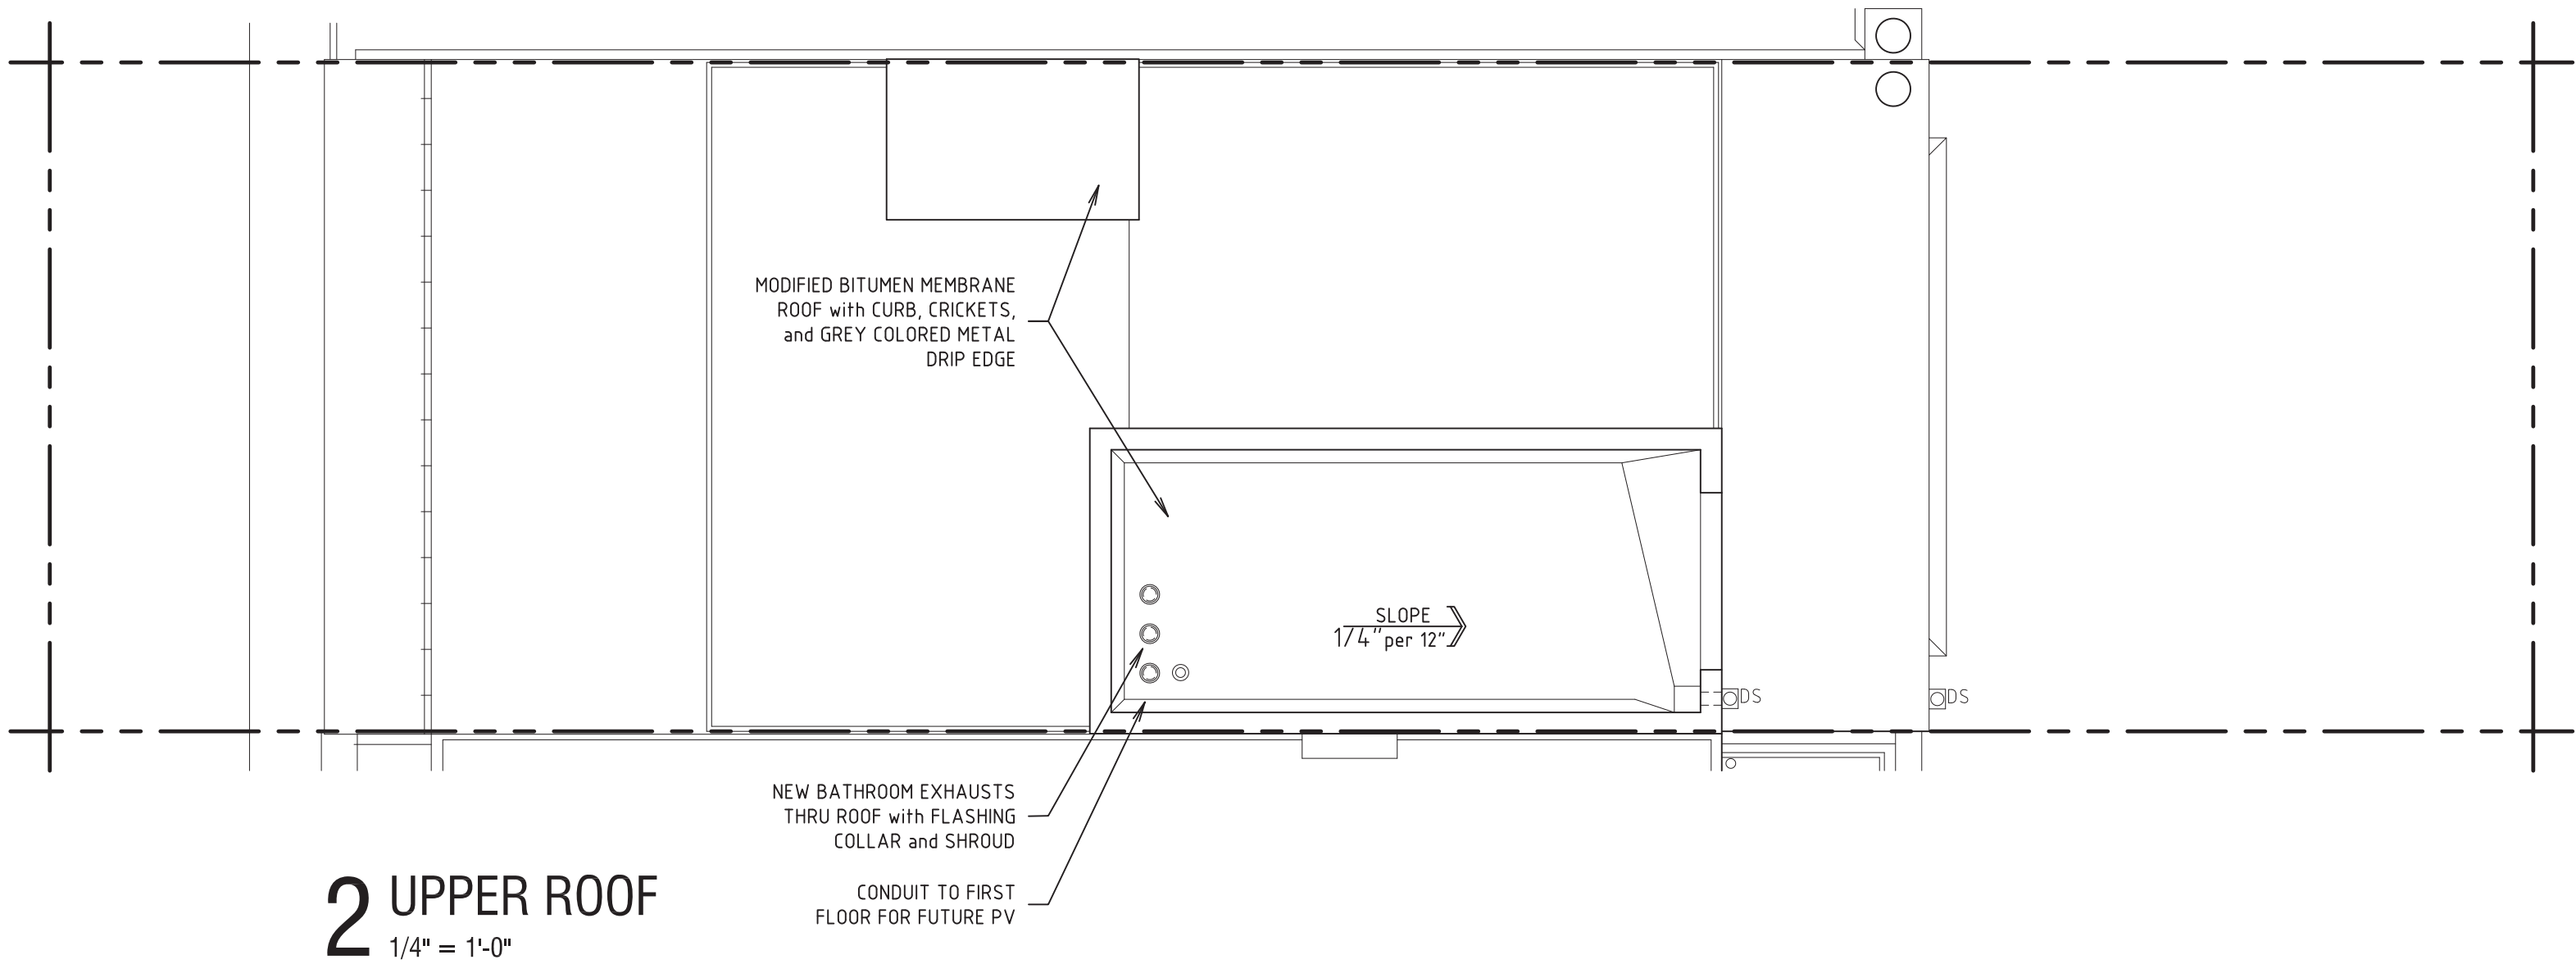 MODIFIED BITUMEN MEMBRANE
ROOF with CURB, CRICKETS,
and GREY COLORED METAL
DRIP EDGE
SLOPE
1/4" per 12"
DS
DS
NEW BATHROOM EXHAUSTS
THRU ROOF with FLASHING
COLLAR and SHROUD
CONDUIT TO FIRST
FLOOR FOR FUTURE PV
2 UPPER ROOF
1/4" = 1'-0"